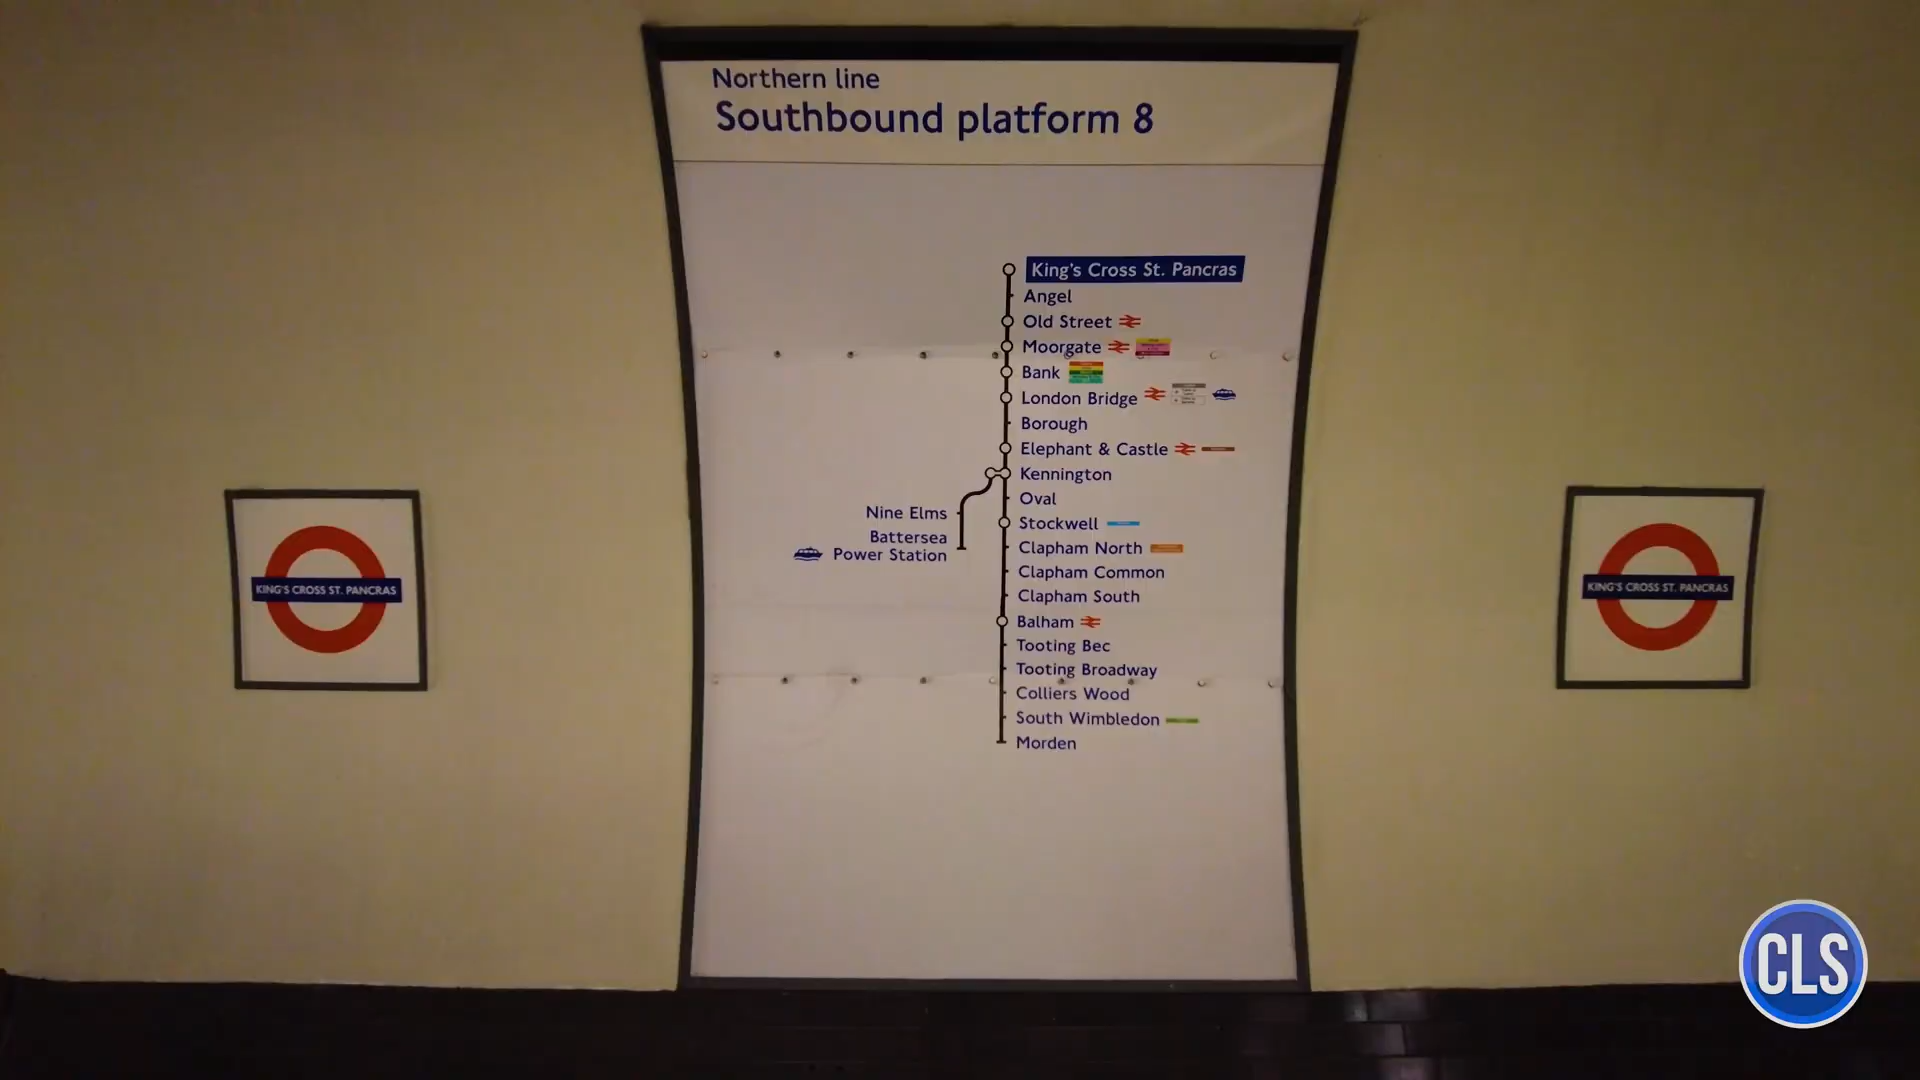 Northern line
Southbound platform 8
King's Cross St. Pancras
Angel
Old Street
Moorgate
Bank
London Bridge
Borough
Elephant & Castle
Kennington
Oval
Nine Elms
Stockwell
Battersea
Power Station
Clapham North
Clapham Common
Clapham South
Balham
Tooting Bec
Tooting Broadway
Colliers Wood
South Wimbledon
Morden
KING'S CROSS ST. PANCRAS
KING'S CROSS ST. PANCRAS
CLS